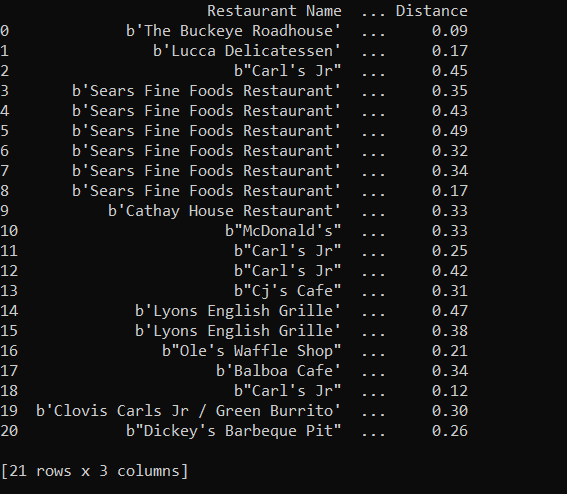 Restaurant Name ... Distance
0 b'The Buckeye Roadhouse' ... 0.09
1 b'Lucca Delicatessen' ... 0.17
2 b"Carl's Jr" ... 0.45
3 b'Sears Fine Foods Restaurant' ... 0.35
4 b'Sears Fine Foods Restaurant' ... 0.43
5 b'Sears Fine Foods Restaurant' ... 0.49
6 b'Sears Fine Foods Restaurant' ... 0.32
7 b'Sears Fine Foods Restaurant' ... 0.34
8 b'Sears Fine Foods Restaurant' ... 0.17
9 b'Cathay House Restaurant' ... 0.33
10 b"McDonald's" ... 0.33
11 b"Carl's Jr" ... 0.25
12 b"Carl's Jr" ... 0.42
13 b"Cj's Cafe" ... 0.31
14 b'Lyons English Grille' ... 0.47
15 b'Lyons English Grille' ... 0.38
16 b"Ole's Waffle Shop" ... 0.21
17 b'Balboa Cafe' ... 0.34
18 b"Carl's Jr" ... 0.12
19 b'Clovis Carls Jr / Green Burrito' ... 0.30
20 b"Dickey's Barbeque Pit" ... 0.26
[21 rows x 3 columns]